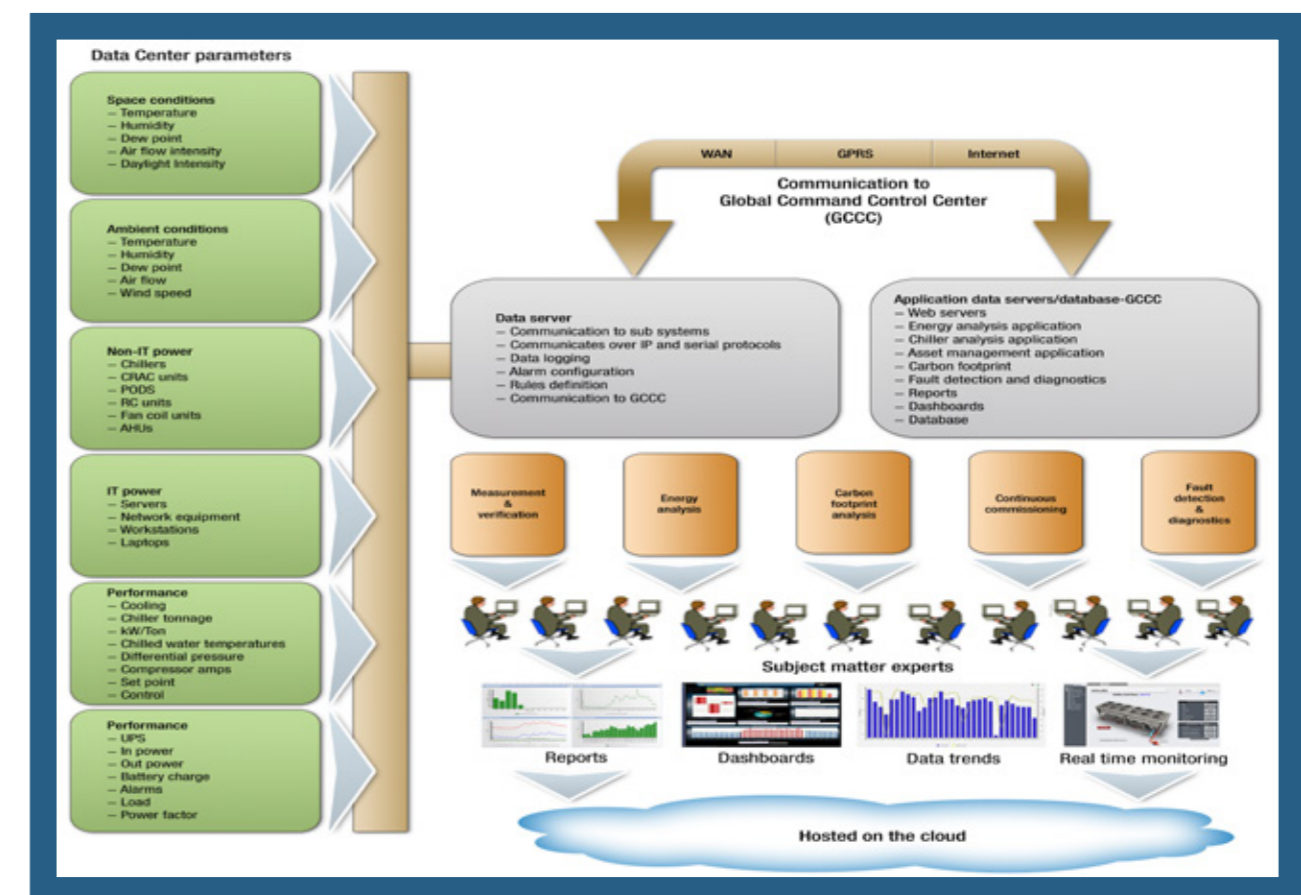 Data Center parameters
Space conditions
– Temperature
– Humidity
– Dew point
– Air flow intensity
– Daylight Intensity
Ambient conditions
– Temperature
– Humidity
– Dew point
– Air flow
– Wind speed
Non-IT power
– Chillers
– CRAC units
– PODS
– RC units
– Fan coil units
– AHUs
IT power
– Servers
– Network equipment
– Workstations
– Laptops
Performance
– Cooling
– Chiller tonnage
– kW/Ton
– Chilled water temperatures
– Differential pressure
– Compressor amps
– Set point
– Control
Performance
– UPS
– In power
– Out power
– Battery charge
– Alarms
– Load
– Power factor
WAN GPRS Internet
Communication to
Global Command Control Center
(GCCC)
Data server
– Communication to sub systems
– Communicates over IP and serial protocols
– Data logging
– Alarm configuration
– Rules definition
– Communication to GCCC
Application data servers/database-GCCC
– Web servers
– Energy analysis application
– Chiller analysis application
– Asset management application
– Carbon footprint
– Fault detection and diagnostics
– Reports
– Dashboards
– Database
Measurement
&
verification
Energy
analysis
Carbon
footprint
analysis
Continuous
commissioning
Fault
detection
&
diagnostics
Subject matter experts
Reports
Dashboards
Data trends
Real time monitoring
Hosted on the cloud